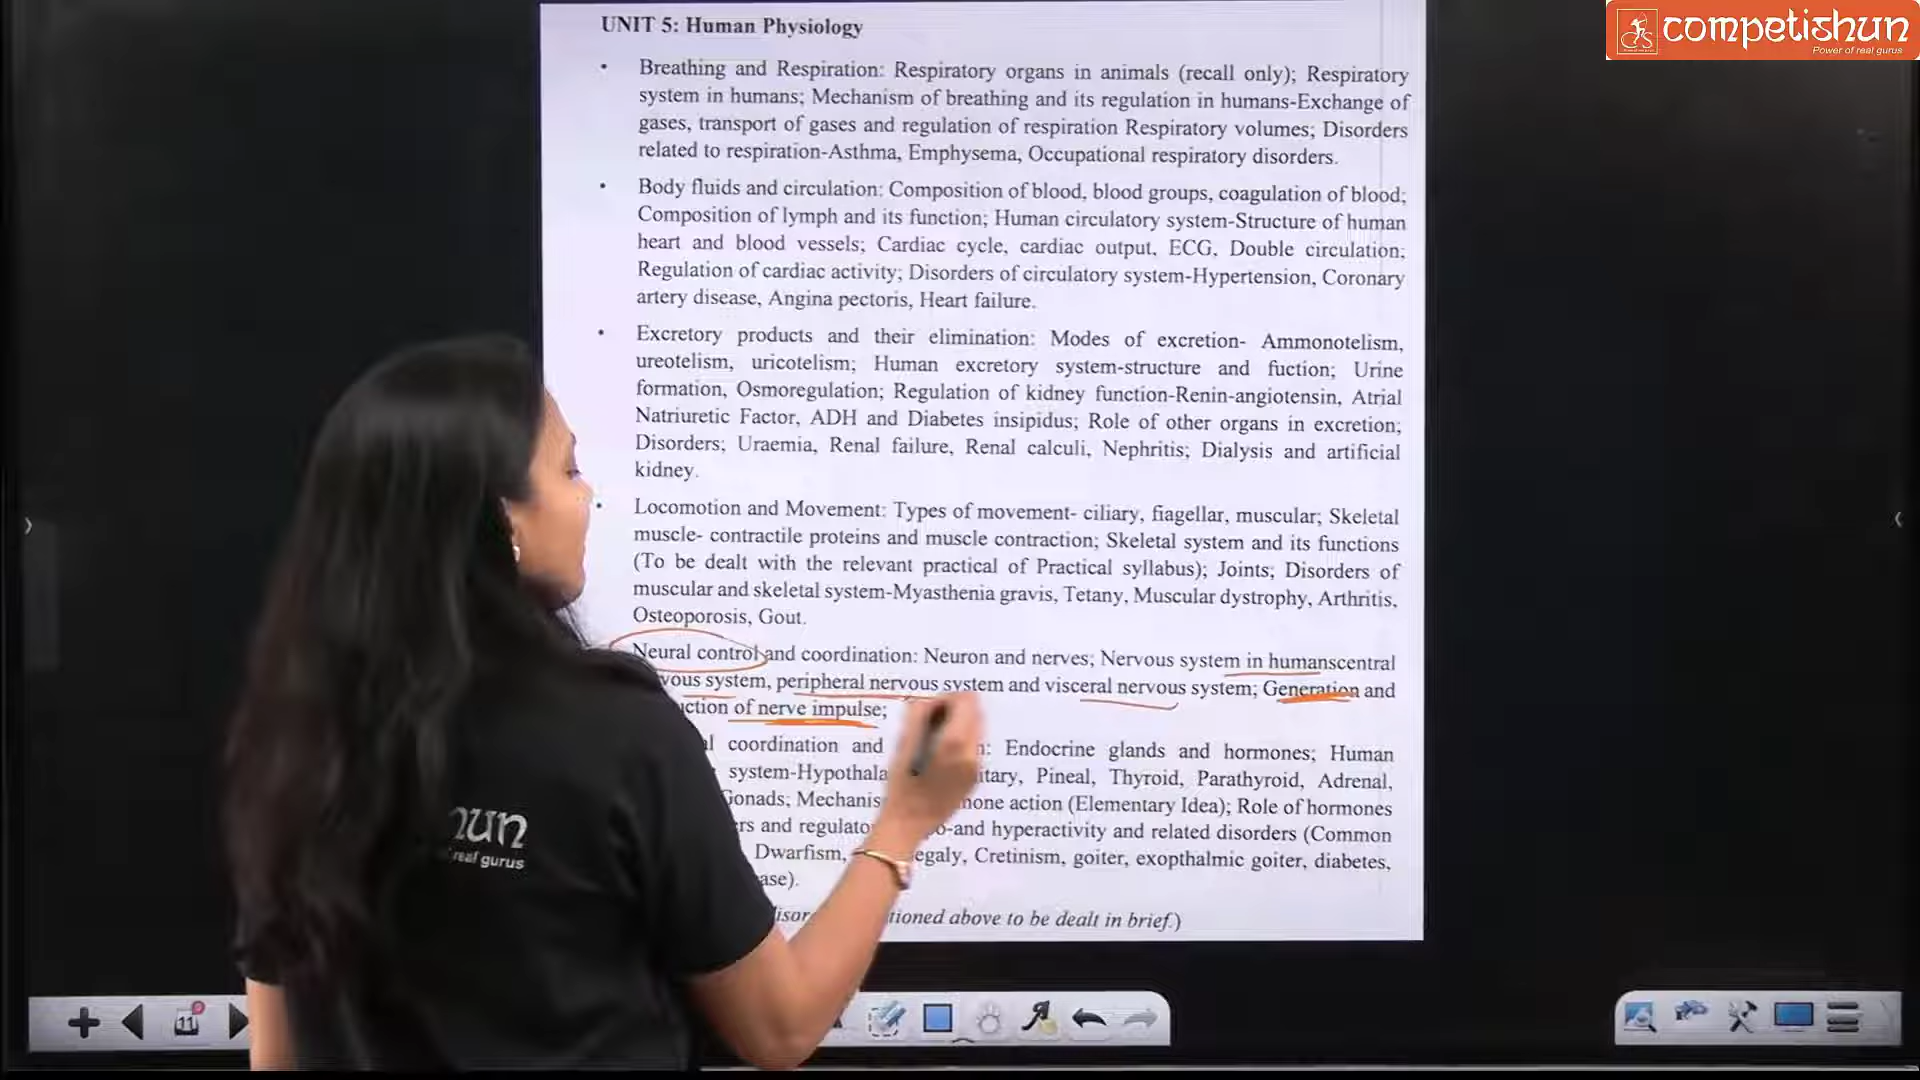 competishun
Power of real gurus
UNIT 5: Human Physiology
• Breathing and Respiration: Respiratory organs in animals (recall only); Respiratory
system in humans; Mechanism of breathing and its regulation in humans-Exchange of
gases, transport of gases and regulation of respiration Respiratory volumes; Disorders
related to respiration-Asthma, Emphysema, Occupational respiratory disorders.
• Body fluids and circulation: Composition of blood, blood groups, coagulation of blood;
Composition of lymph and its function; Human circulatory system-Structure of human
heart and blood vessels; Cardiac cycle, cardiac output, ECG, Double circulation;
Regulation of cardiac activity; Disorders of circulatory system-Hypertension, Coronary
artery disease, Angina pectoris, Heart failure.
• Excretory products and their elimination: Modes of excretion- Ammonotelism,
ureotelism, uricotelism; Human excretory system-structure and fuction; Urine
formation, Osmoregulation; Regulation of kidney function-Renin-angiotensin, Atrial
Natriuretic Factor, ADH and Diabetes insipidus; Role of other organs in excretion;
Disorders; Uraemia, Renal failure, Renal calculi, Nephritis; Dialysis and artificial
kidney.
• Locomotion and Movement: Types of movement- ciliary, fiagellar, muscular; Skeletal
muscle- contractile proteins and muscle contraction; Skeletal system and its functions
(To be dealt with the relevant practical of Practical syllabus); Joints; Disorders of
muscular and skeletal system-Myasthenia gravis, Tetany, Muscular dystrophy, Arthritis,
Osteoporosis, Gout.
Neural control and coordination: Neuron and nerves; Nervous system in humanscentral
vous system, peripheral nervous system and visceral nervous system; Generation and
ction of nerve impulse;
l coordination and n: Endocrine glands and hormones; Human
system-Hypothala itary, Pineal, Thyroid, Parathyroid, Adrenal,
Gonads; Mechanis mone action (Elementary Idea); Role of hormones
rs and regulato o-and hyperactivity and related disorders (Common
Dwarfism, egaly, Cretinism, goiter, exopthalmic goiter, diabetes,
ase).
disor tioned above to be dealt in brief.)
hun
real gurus
11